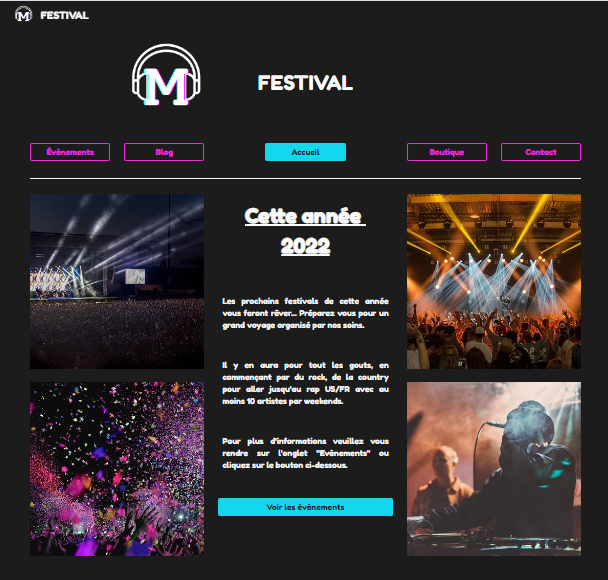 M FESTIVAL
M FESTIVAL
Évènements Blog Accueil Boutique Contact
Cette année
2022
Les prochains festivals de cette année
vous feront rêver... Préparez vous pour un
grand voyage organisé par nos soins.
Il y en aura pour tout les gouts, en
commençant par du rock, de la country
pour aller jusqu'au rap US/FR avec au
moins 10 artistes par weekends.
Pour plus d'informations veuillez vous
rendre sur l'onglet "Evènements" ou
cliquez sur le bouton ci-dessous.
Voir les évènements